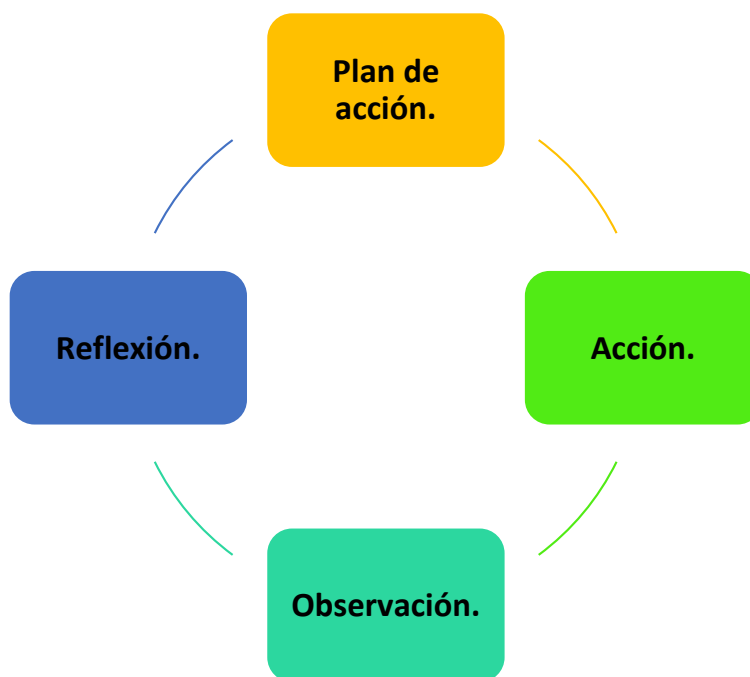 Plan de
acción.
Reflexión.
Acción.
Observación.